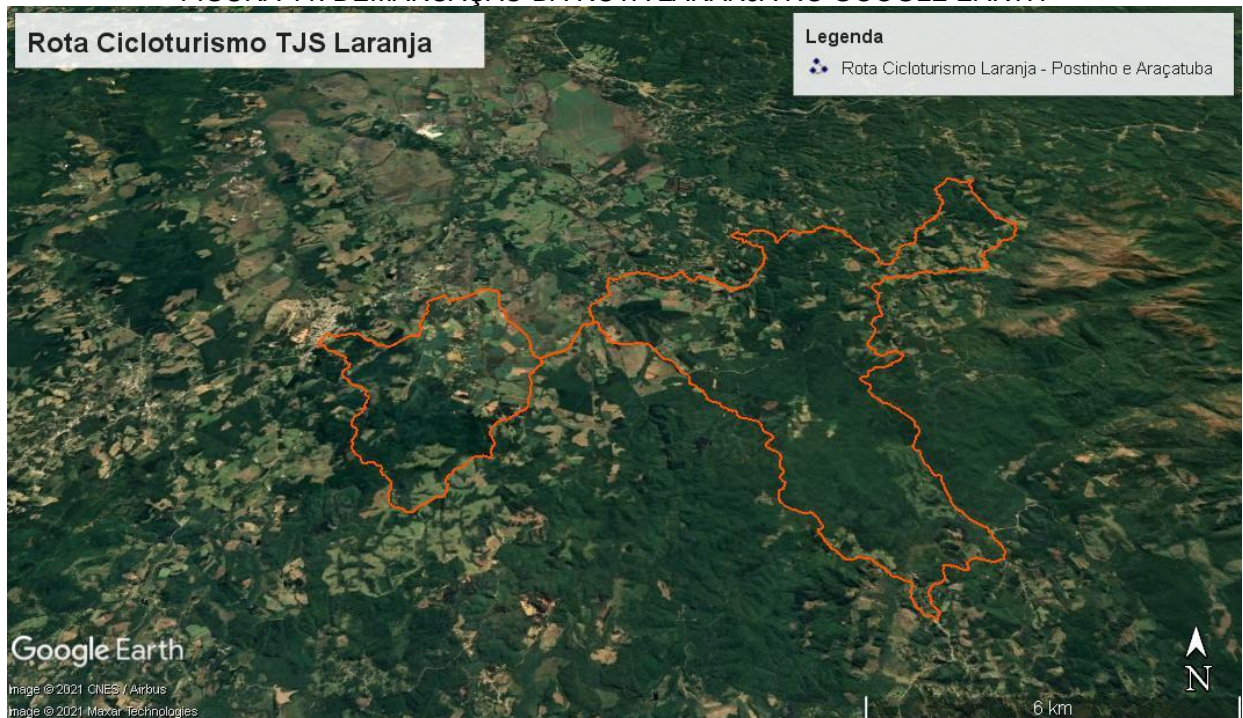 Rota Cicloturismo TJS Laranja
Legenda
Rota Cicloturismo Laranja - Postinho e Araçatuba
Google Earth
Image © 2021 CNES / Airbus
Image © 2021 Maxar Technologies
N
6 km